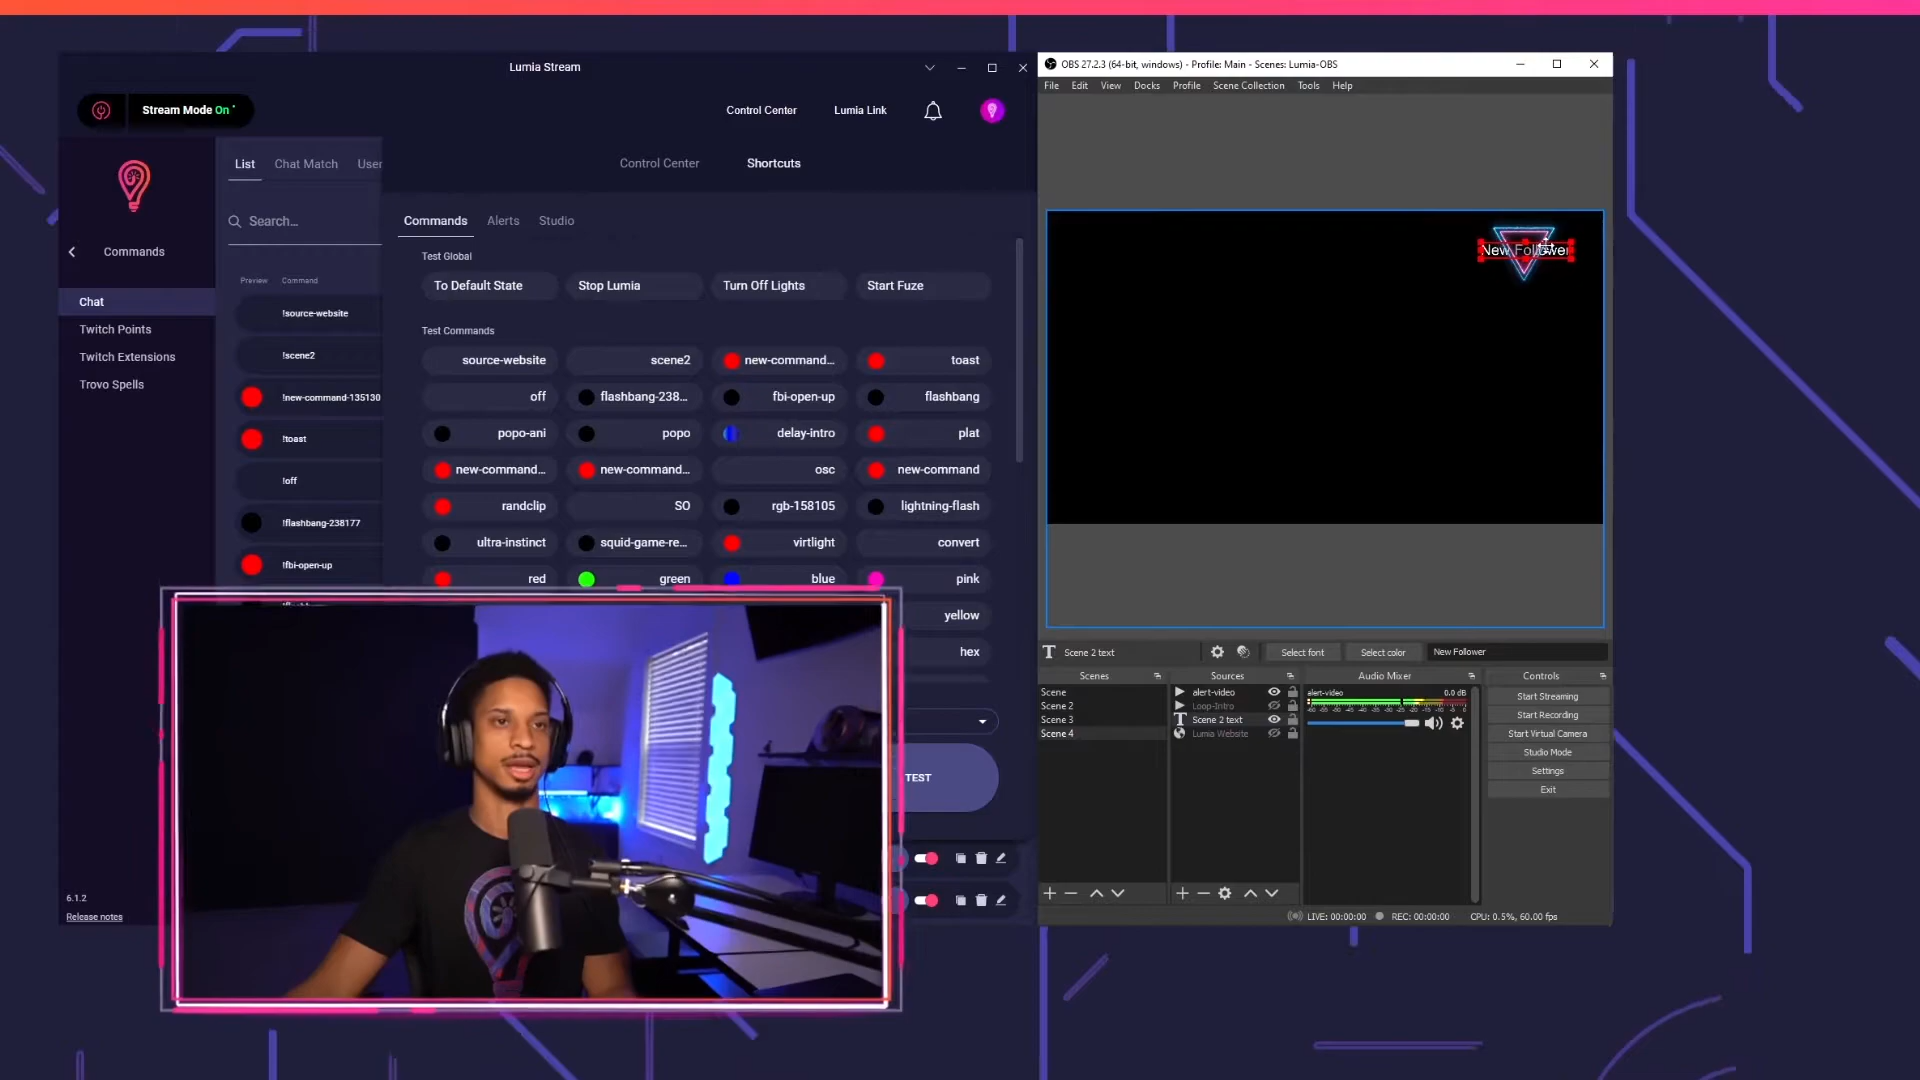 Lumia Stream
Stream Mode On
Control Center
Lumia Link
List
Chat Match
User
Search...
Commands
Chat
Twitch Points
Twitch Extensions
Trovo Spells
Preview
Command
!source-website
!scene2
!new-command-135130
!toast
!off
!flashbang-238177
!fbi-open-up
6.1.2
Release notes
Control Center
Shortcuts
Commands
Alerts
Studio
Test Global
To Default State
Stop Lumia
Turn Off Lights
Start Fuze
Test Commands
source-website
scene2
new-command...
toast
off
flashbang-238...
fbi-open-up
flashbang
popo-ani
popo
delay-intro
plat
new-command...
new-command...
osc
new-command
randclip
SO
rgb-158105
lightning-flash
ultra-instinct
squid-game-re...
virtlight
convert
red
green
blue
pink
yellow
hex
TEST
OBS 27.2.3 (64-bit, windows) - Profile: Main - Scenes: Lumia-OBS
File
Edit
View
Docks
Profile
Scene Collection
Tools
Help
New Follower
Scene 2 text
Select font
Select color
New Follower
Scenes
Scene
Scene 2
Scene 3
Scene 4
Sources
alert-video
Loop-Intro
Scene 2 text
Lumia Website
Audio Mixer
alert-video
0.0 dB
Controls
Start Streaming
Start Recording
Start Virtual Camera
Studio Mode
Settings
Exit
LIVE: 00:00:00
REC: 00:00:00
CPU: 0.5%, 60.00 fps